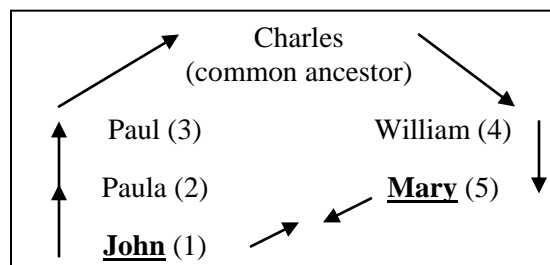 Charles
(common ancestor)
Paul (3) William (4)
Paula (2) Mary (5)
John (1)